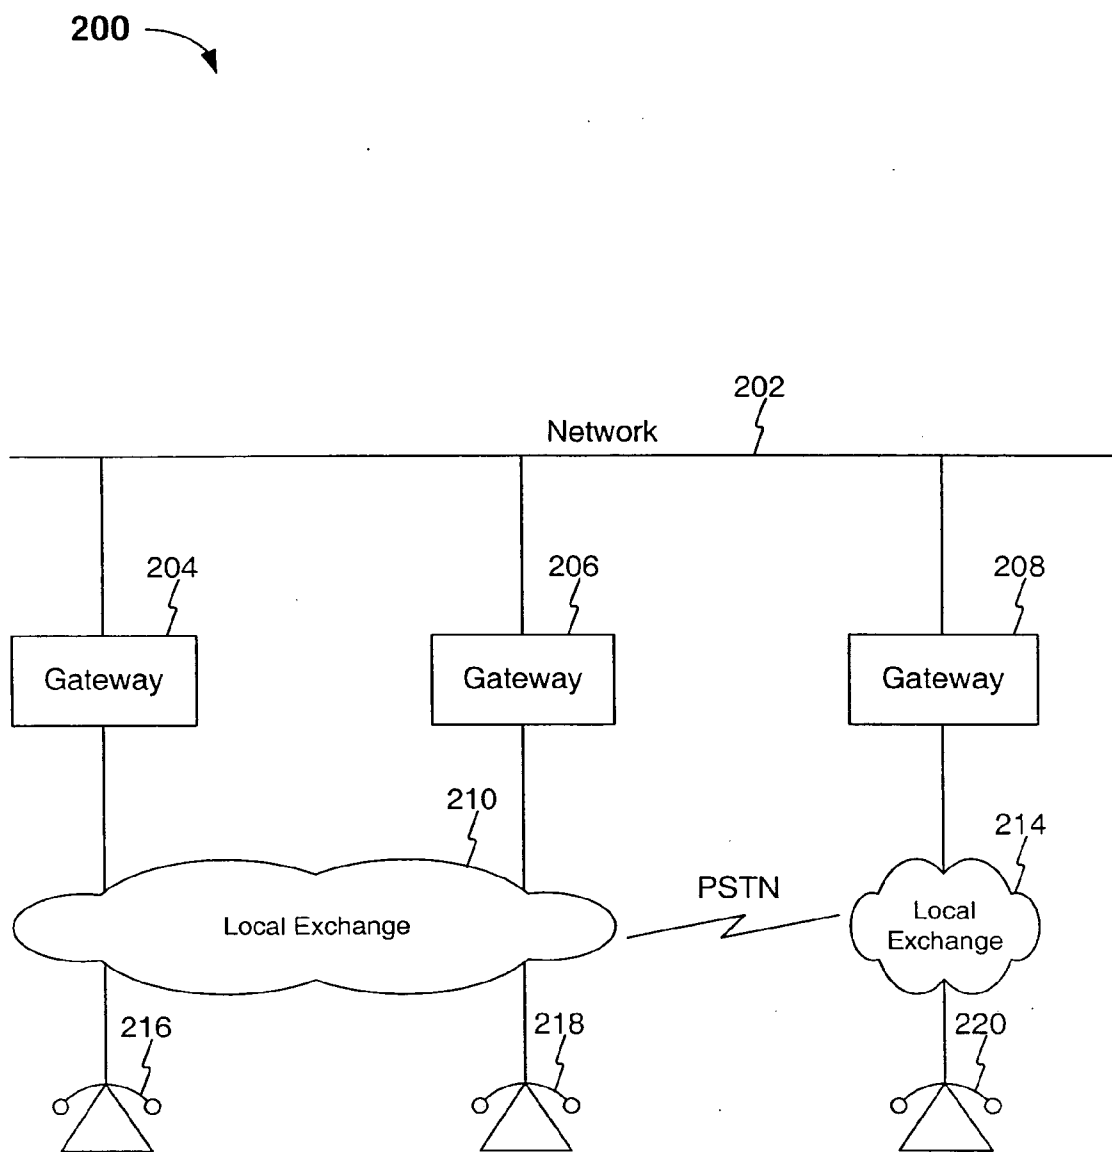 200
202
Network
204
206
208
Gateway
Gateway
Gateway
210
214
PSTN
Local Exchange
Local
Exchange
216
218
220